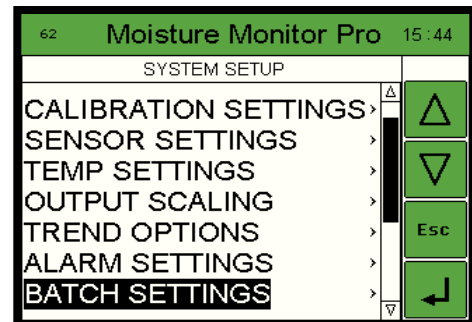 62 Moisture Monitor Pro 15:44
SYSTEM SETUP
CALIBRATION SETTINGS
SENSOR SETTINGS
TEMP SETTINGS
OUTPUT SCALING
TREND OPTIONS
Esc
ALARM SETTINGS
BATCH SETTINGS